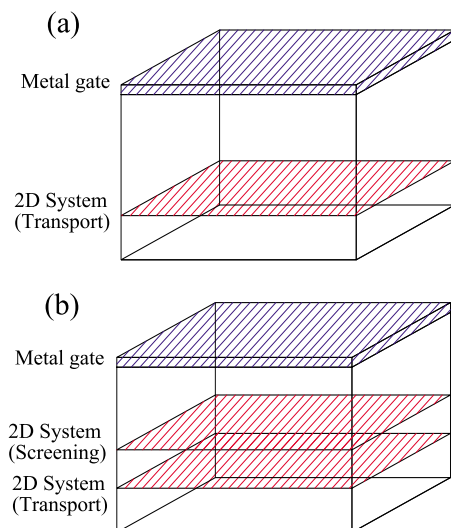 (a)
Metal gate
2D System
(Transport)
(b)
Metal gate
2D System
(Screening)
2D System
(Transport)